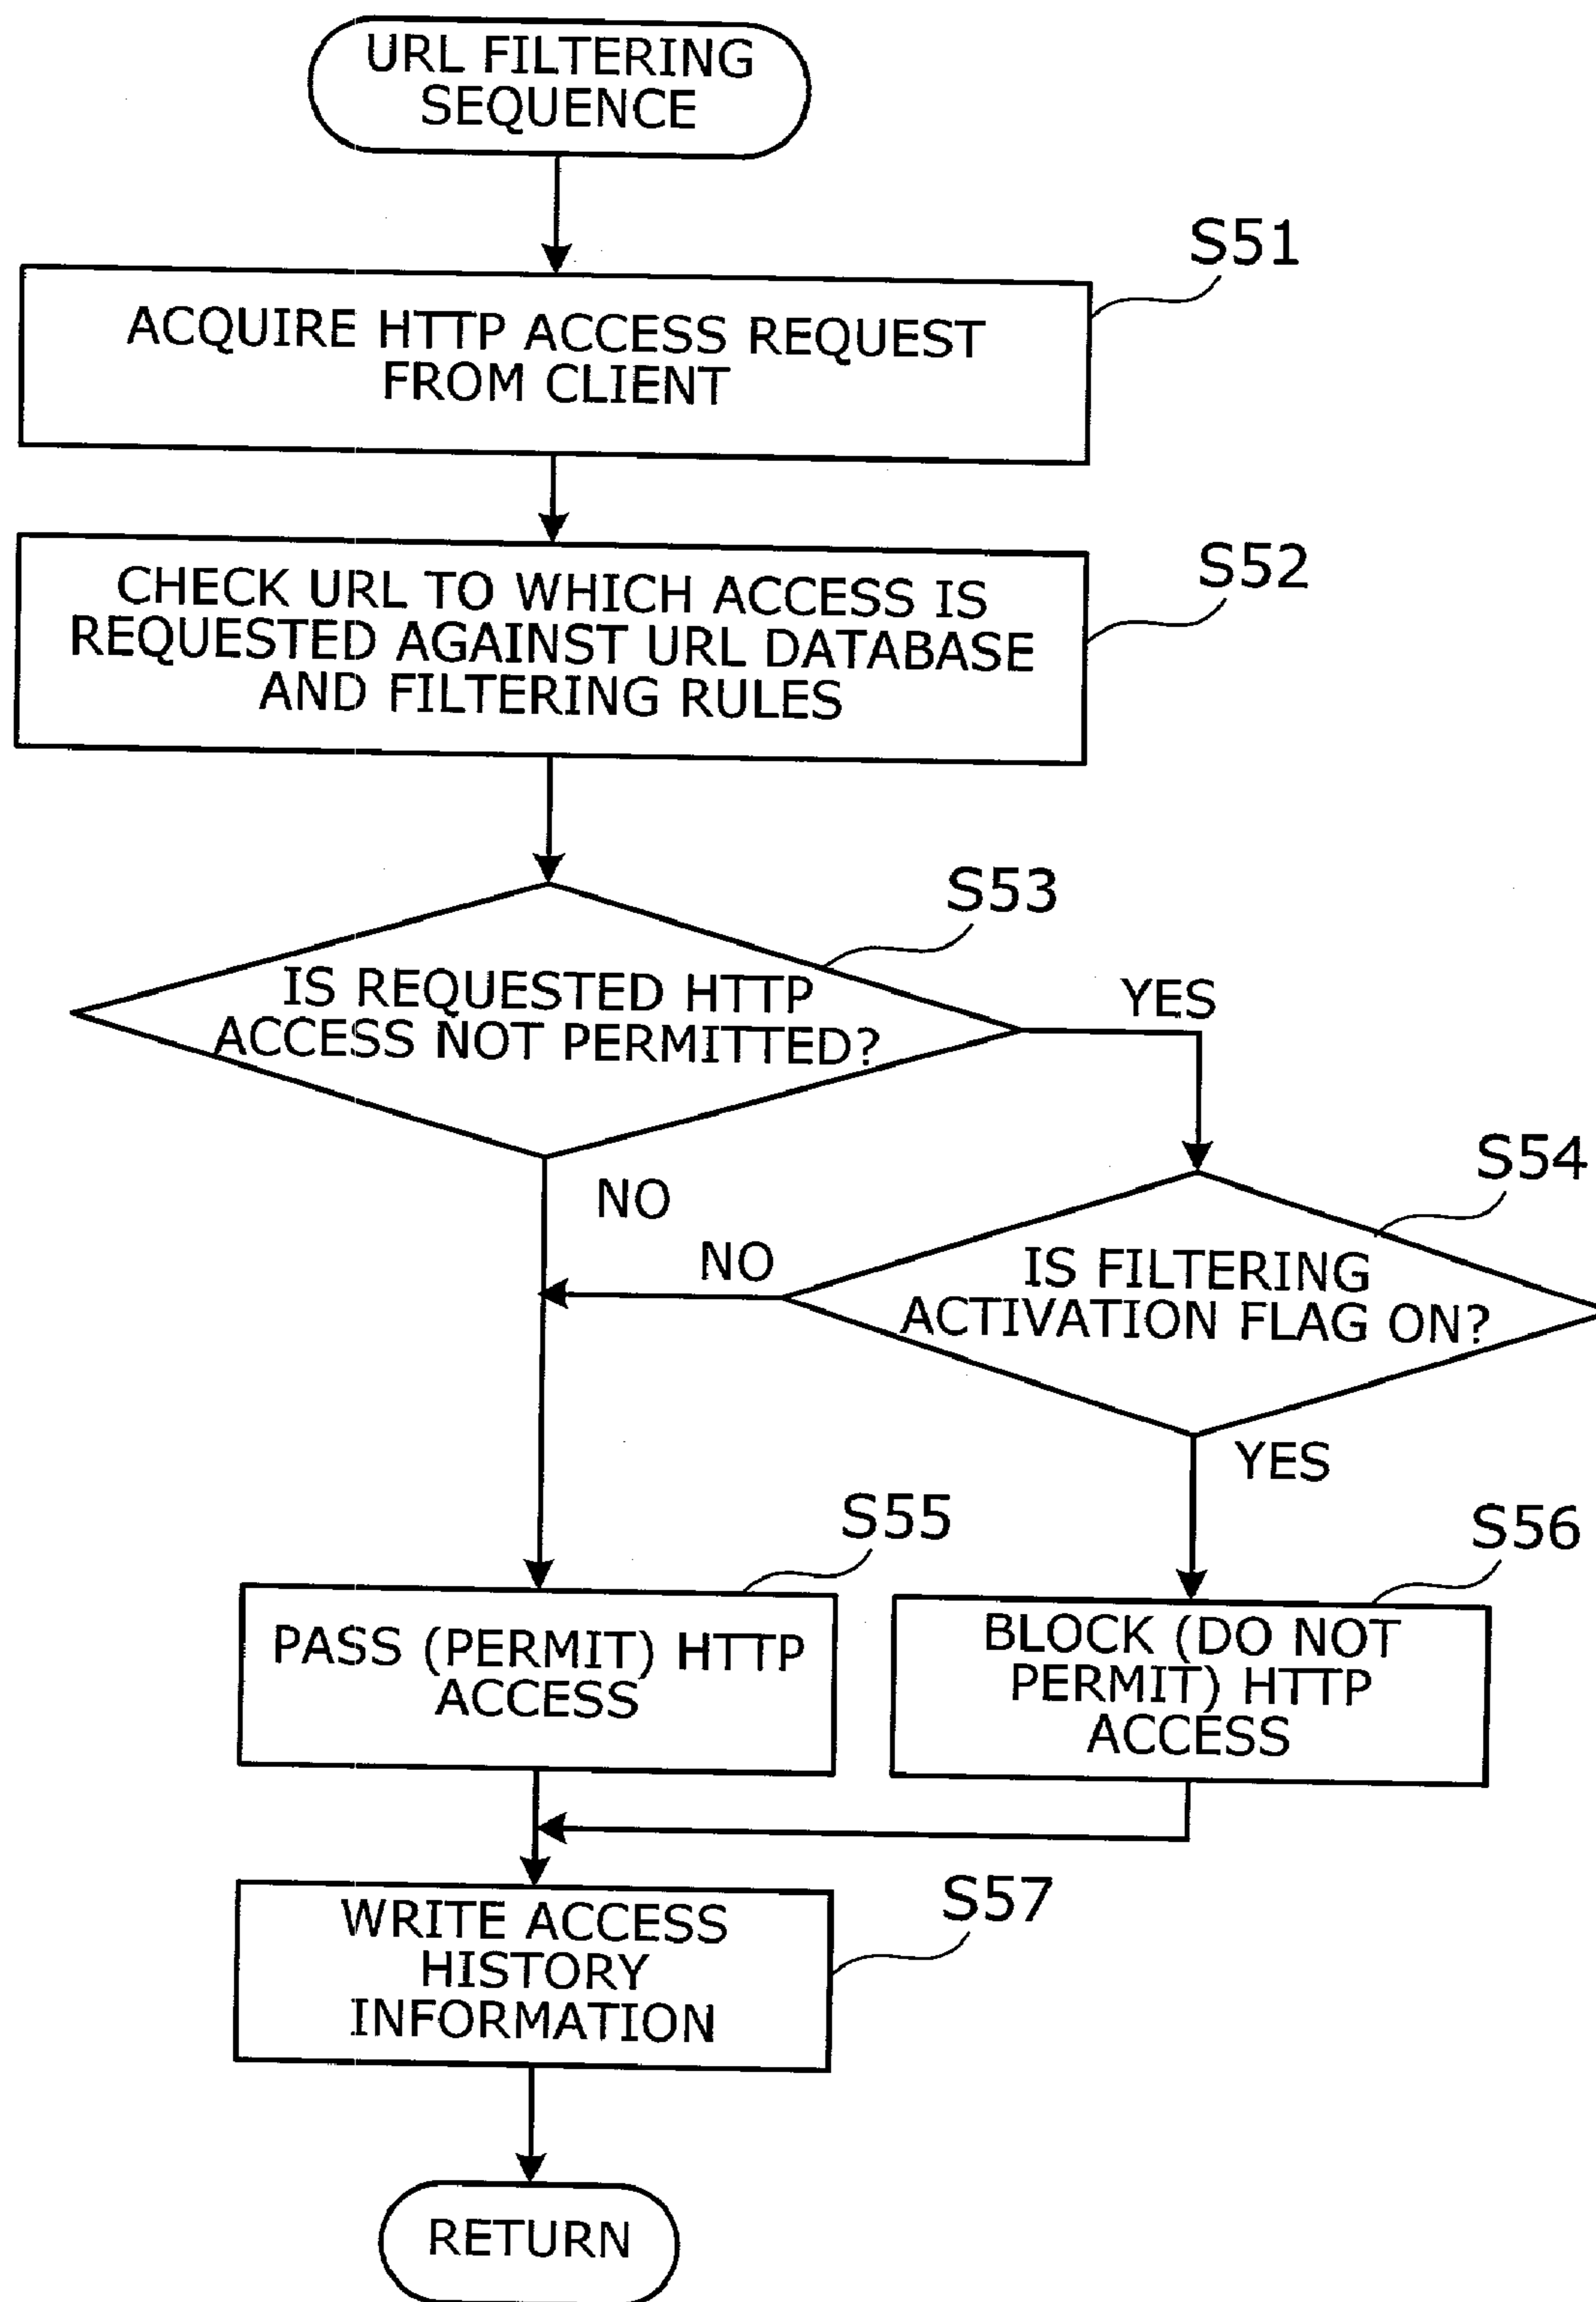 URL FILTERING
SEQUENCE
S51
ACQUIRE HTTP ACCESS REQUEST
FROM CLIENT
S52
CHECK URL TO WHICH ACCESS IS
REQUESTED AGAINST URL DATABASE
AND FILTERING RULES
S53
IS REQUESTED HTTP
ACCESS NOT PERMITTED?
YES
NO
S54
NO
IS FILTERING
ACTIVATION FLAG ON?
YES
S55
PASS (PERMIT) HTTP
ACCESS
S56
BLOCK (DO NOT
PERMIT) HTTP
ACCESS
S57
WRITE ACCESS
HISTORY
INFORMATION
RETURN